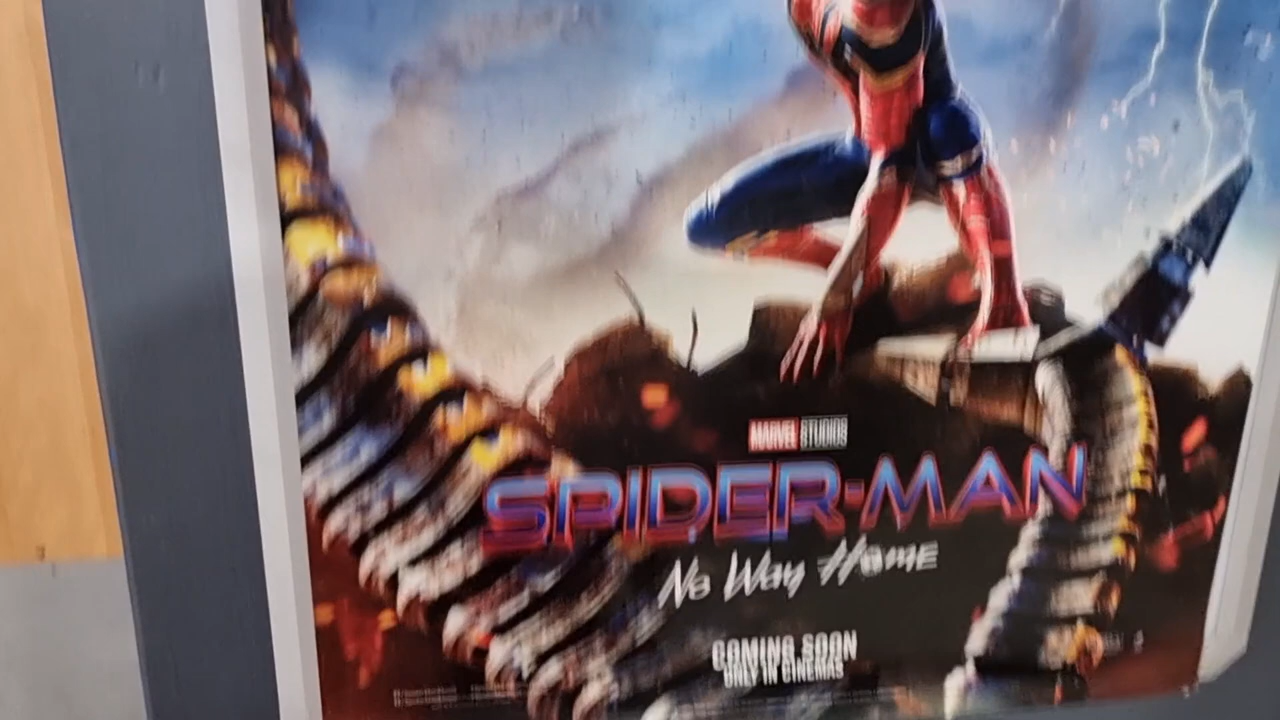 MARVEL STUDIOS
SPIDER-MAN
No Way Home
COMING SOON
ONLY IN CINEMAS